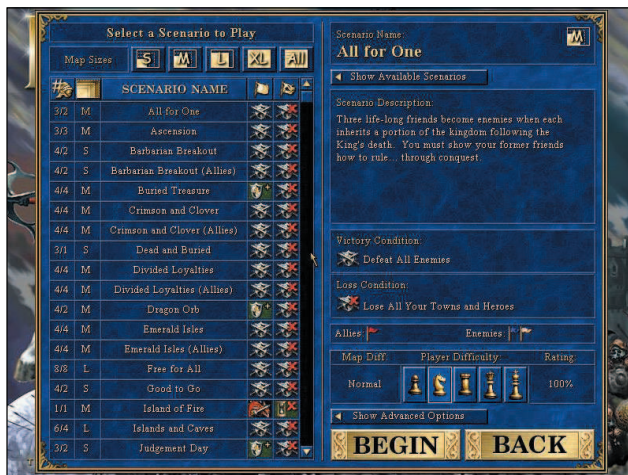 Select a Scenario to Play
Map Sizes S M L XL All
SCENARIO NAME
3/2 M All for One
3/3 M Ascension
4/2 S Barbarian Breakout
4/2 S Barbarian Breakout (Allies)
4/4 M Buried Treasure
4/4 M Crimson and Clover
4/4 M Crimson and Clover (Allies)
3/1 S Dead and Buried
4/4 M Divided Loyalties
4/4 M Divided Loyalties (Allies)
4/2 M Dragon Orb
4/4 M Emerald Isles
4/4 M Emerald Isles (Allies)
8/8 L Free for All
4/2 S Good to Go
1/1 M Island of Fire
6/4 L Islands and Caves
3/2 S Judgement Day
Scenario Name:
M
All for One
Show Available Scenarios
Scenario Description:
Three life-long friends become enemies when each
inherits a portion of the kingdom following the
King's death. You must show your former friends
how to rule... through conquest.
Victory Condition:
Defeat All Enemies
Loss Condition:
Lose All Your Towns and Heroes
Allies: Enemies:
Map Diff: Player Difficulty: Rating:
Normal 100%
Show Advanced Options
BEGIN BACK